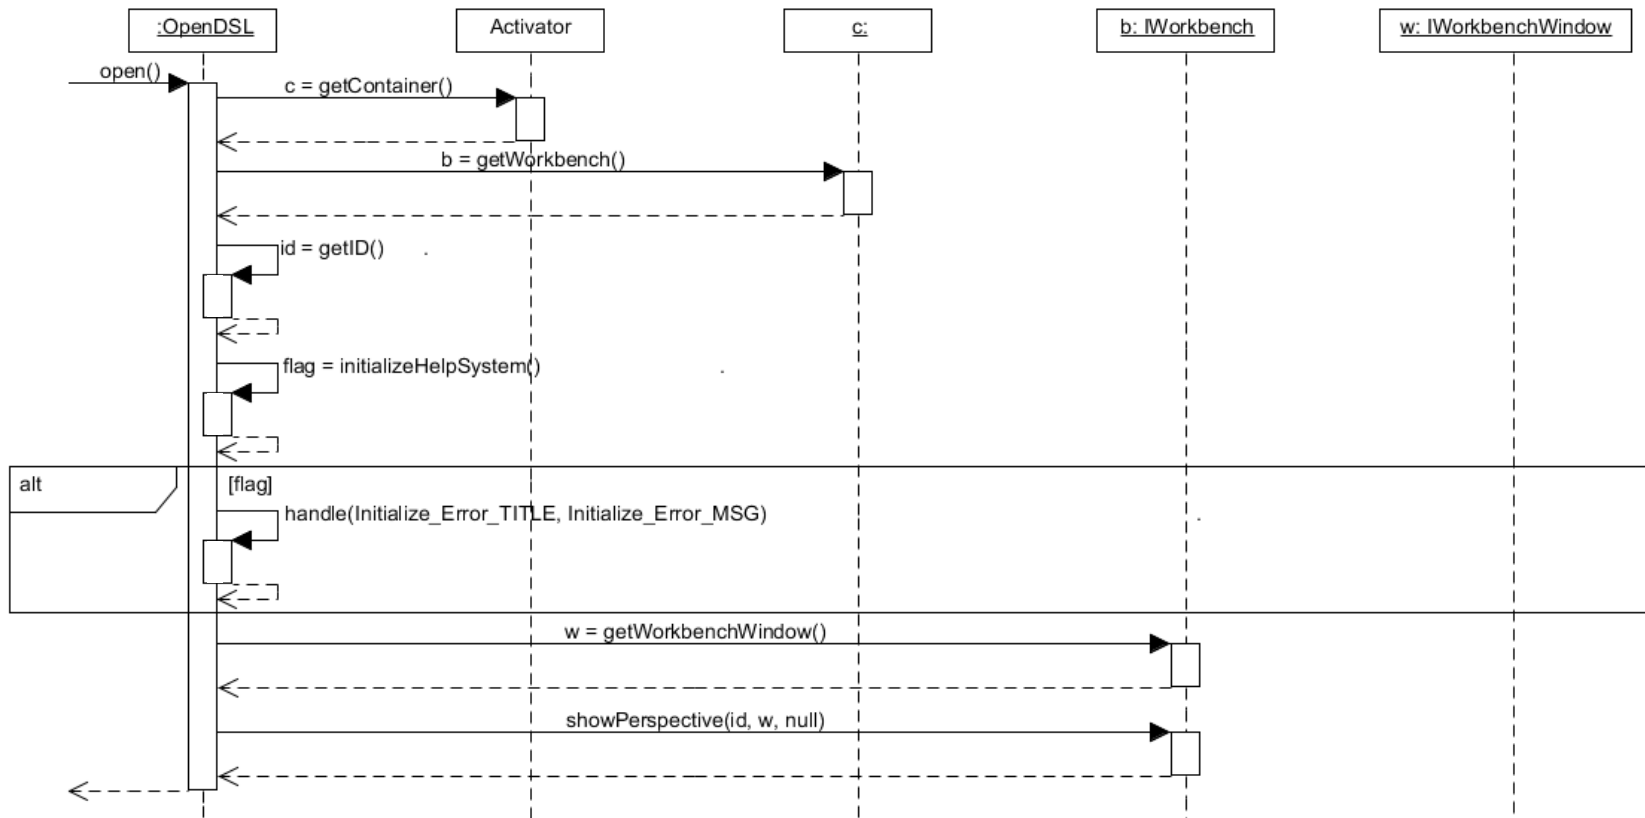 :OpenDSL
Activator
c:
b: IWorkbench
w: IWorkbenchWindow
open()
c = getContainer()
b = getWorkbench()
id = getID()
flag = initializeHelpSystem()
alt
[flag]
handle(Initialize_Error_TITLE, Initialize_Error_MSG)
w = getWorkbenchWindow()
showPerspective(id, w, null)